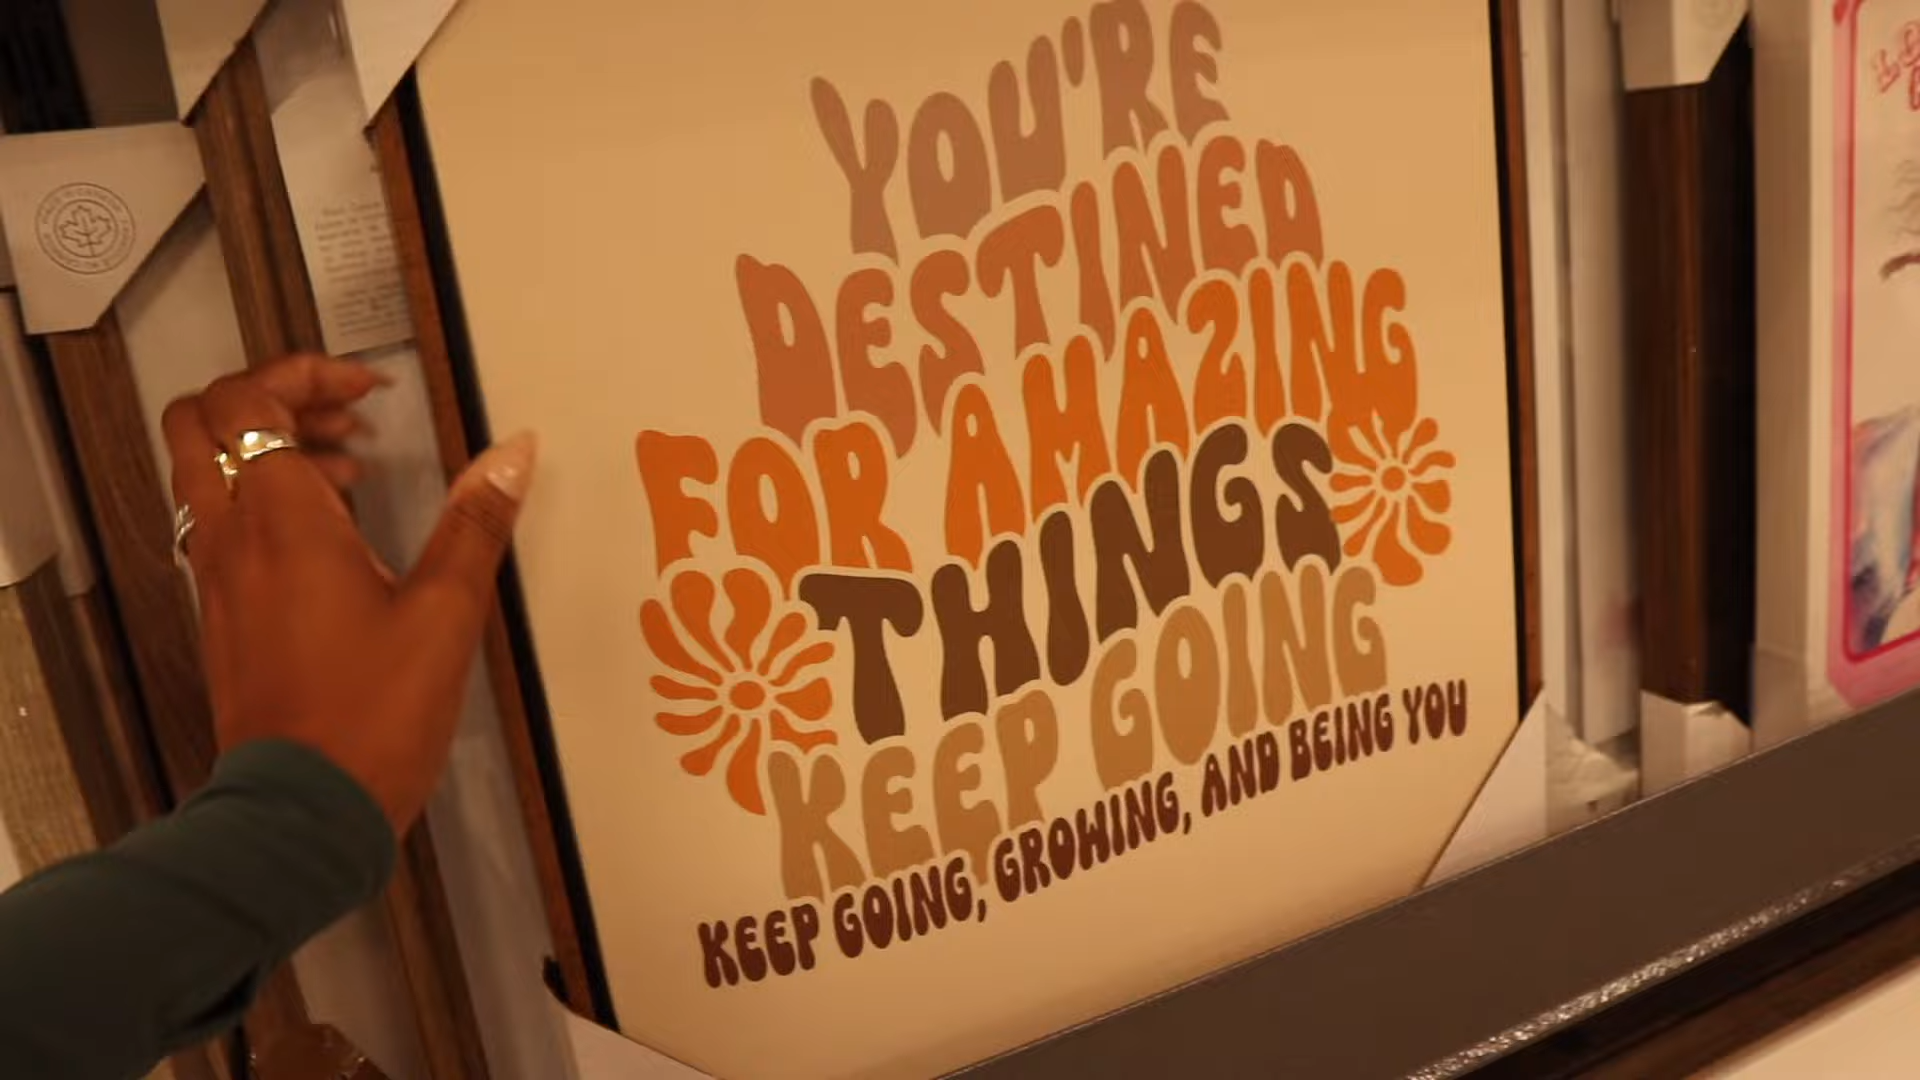 YOU'RE
DESTINED
FOR AMAZING
THINGS
KEEP GOING
KEEP GOING, GROWING, AND BEING YOU